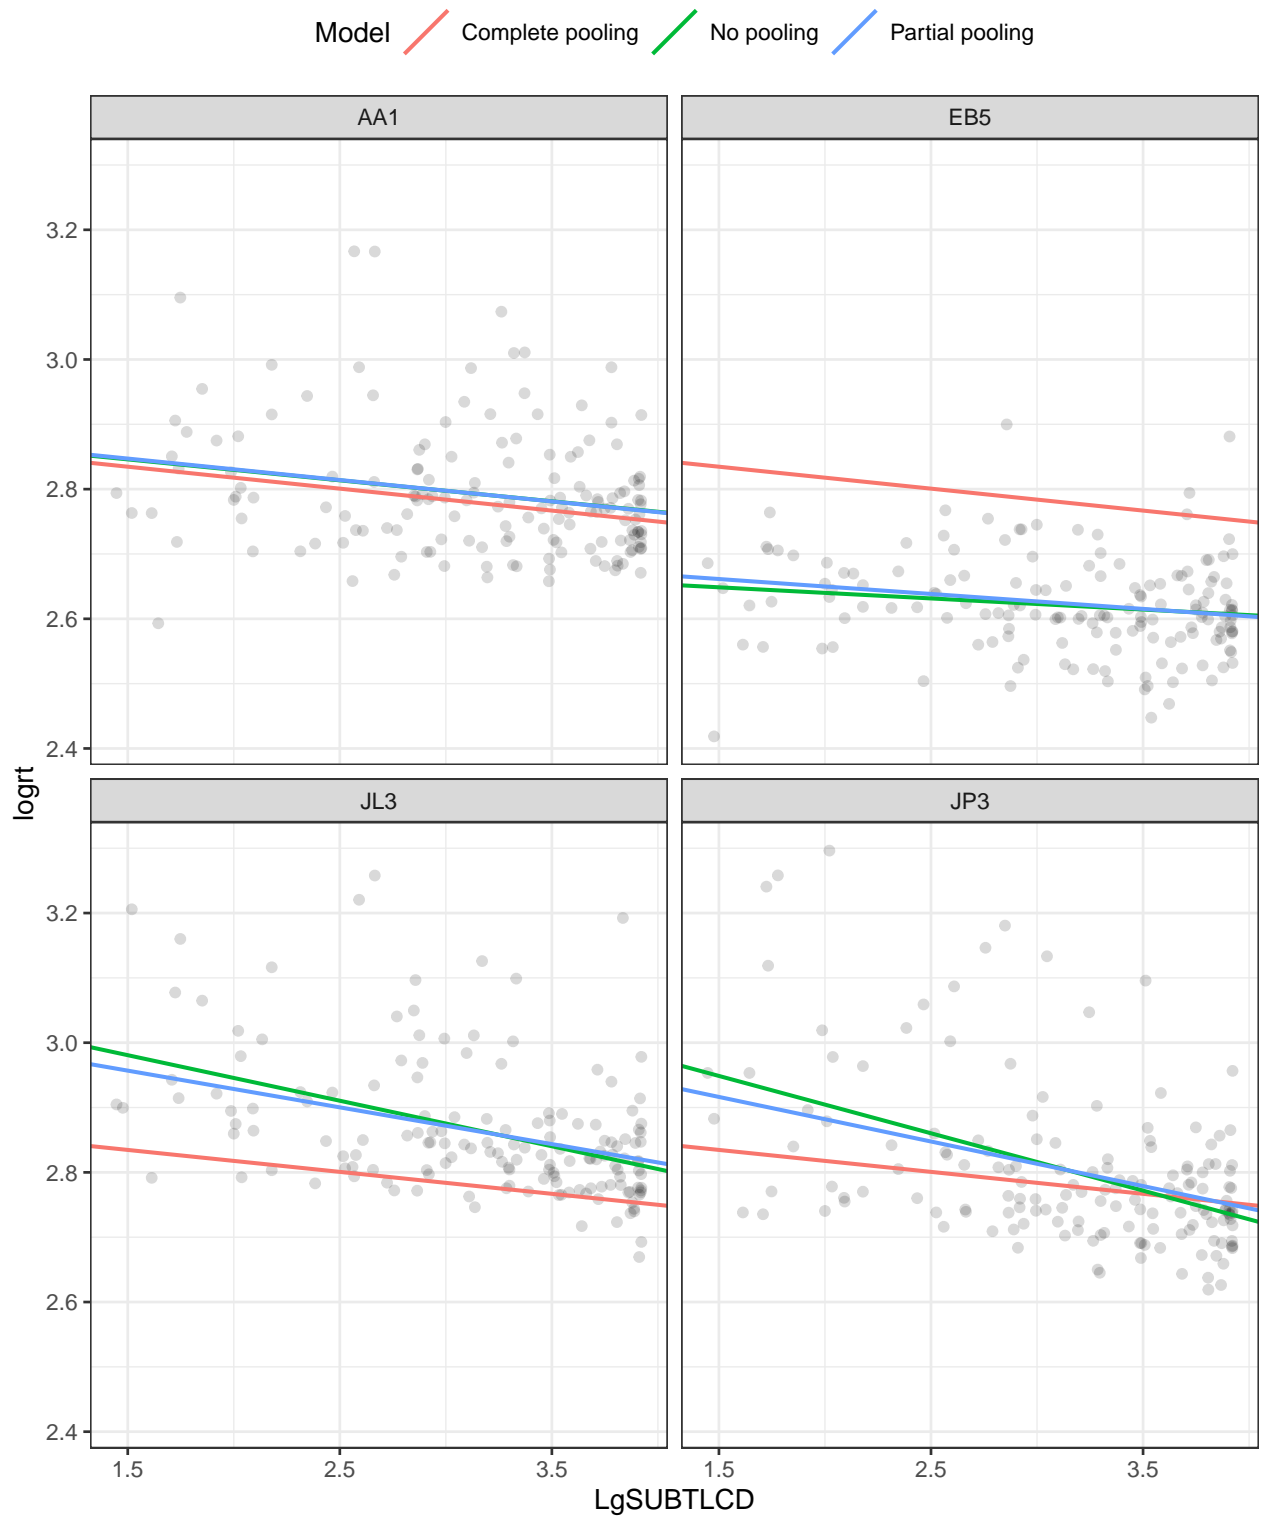 Model Complete pooling No pooling Partial pooling
AA1 EB5
3.2
3.0
2.8
2.6
2.4
logrt
JL3 JP3
3.2
3.0
2.8
2.6
2.4
1.5 2.5 3.5 1.5 2.5 3.5
LgSUBTLCD